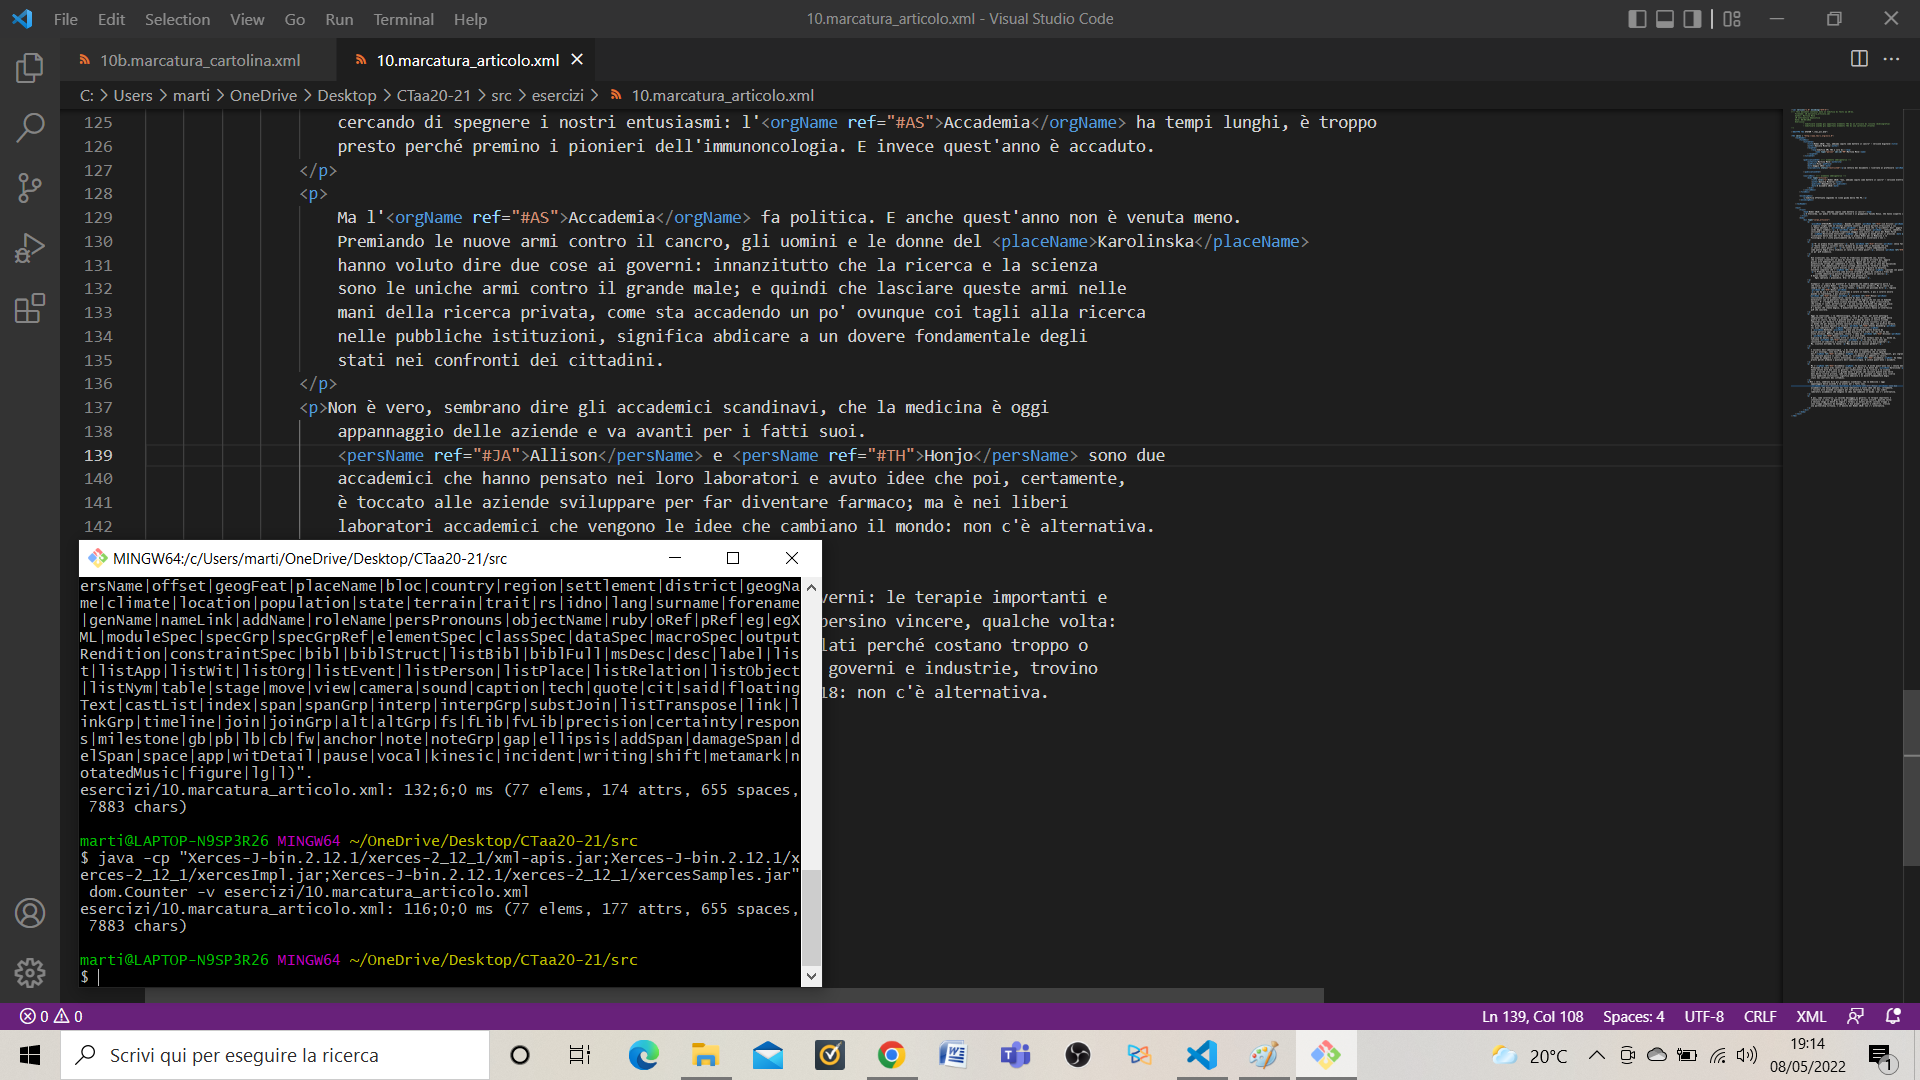 File Edit Selection View Go Run Terminal Help
10.marcatura_articolo.xml - Visual Studio Code
10b.marcatura_cartolina.xml
10.marcatura_articolo.xml
C: > Users > marti > OneDrive > Desktop > CTaa20-21 > src > esercizi > 10.marcatura_articolo.xml
125 cercando di spegnere i nostri entusiasmi: l'<orgName ref="#AS">Accademia</orgName> ha tempi lunghi, è troppo
126 presto perché premino i pionieri dell'immunoncologia. E invece quest'anno è accaduto.
127 </p>
128 <p>
129 Ma l'<orgName ref="#AS">Accademia</orgName> fa politica. E anche quest'anno non è venuta meno.
130 Premiando le nuove armi contro il cancro, gli uomini e le donne del <placeName>Karolinska</placeName>
131 hanno voluto dire due cose ai governi: innanzitutto che la ricerca e la scienza
132 sono le uniche armi contro il grande male; e quindi che lasciare queste armi nelle
133 mani della ricerca privata, come sta accadendo un po' ovunque coi tagli alla ricerca
134 nelle pubbliche istituzioni, significa abdicare a un dovere fondamentale degli
135 stati nei confronti dei cittadini.
136 </p>
137 <p>Non è vero, sembrano dire gli accademici scandinavi, che la medicina è oggi
138 appannaggio delle aziende e va avanti per i fatti suoi.
139 <persName ref="#JA">Allison</persName> e <persName ref="#TH">Honjo</persName> sono due
140 accademici che hanno pensato nei loro laboratori e avuto idee che poi, certamente,
141 è toccato alle aziende sviluppare per far diventare farmaco; ma è nei liberi
142 laboratori accademici che vengono le idee che cambiano il mondo: non c'è alternativa.
verni: le terapie importanti e
persino vincere, qualche volta:
lati perché costano troppo o
governi e industrie, trovino
18: non c'è alternativa.
MINGW64:/c/Users/marti/OneDrive/Desktop/CTaa20-21/src
ersName|offset|geogFeat|placeName|bloc|country|region|settlement|district|geogNa
me|climate|location|population|state|terrain|trait|rs|idno|lang|surname|forename
|genName|nameLink|addName|roleName|persPronouns|objectName|ruby|oRef|pRef|eg|egX
ML|moduleSpec|specGrp|specGrpRef|elementSpec|classSpec|dataSpec|macroSpec|output
Rendition|constraintSpec|bibl|biblStruct|listBibl|biblFull|msDesc|desc|label|lis
t|listApp|listWit|listOrg|listEvent|listPerson|listPlace|listRelation|listObject
|listNym|table|stage|move|view|camera|sound|caption|tech|quote|cit|said|floating
Text|castList|index|span|spanGrp|interp|interpGrp|substJoin|listTranspose|link|l
inkGrp|timeline|join|joinGrp|alt|altGrp|fs|fLib|fvLib|precision|certainty|respon
s|milestone|gb|pb|lb|cb|fw|anchor|note|noteGrp|gap|ellipsis|addSpan|damageSpan|d
elSpan|space|app|witDetail|pause|vocal|kinesic|incident|writing|shift|metamark|n
otatedMusic|figure|lg|l)".
esercizi/10.marcatura_articolo.xml: 132;6;0 ms (77 elems, 174 attrs, 655 spaces,
7883 chars)
marti@LAPTOP-N9SP3R26 MINGW64 ~/OneDrive/Desktop/CTaa20-21/src
$ java -cp "Xerces-J-bin.2.12.1/xerces-2_12_1/xml-apis.jar;Xerces-J-bin.2.12.1/x
erces-2_12_1/xercesImpl.jar;Xerces-J-bin.2.12.1/xerces-2_12_1/xercesSamples.jar"
dom.Counter -v esercizi/10.marcatura_articolo.xml
esercizi/10.marcatura_articolo.xml: 116;0;0 ms (77 elems, 177 attrs, 655 spaces,
7883 chars)
marti@LAPTOP-N9SP3R26 MINGW64 ~/OneDrive/Desktop/CTaa20-21/src
$
0 0
Ln 139, Col 108 Spaces: 4 UTF-8 CRLF XML
Scrivi qui per eseguire la ricerca
20°C
19:14
08/05/2022
1